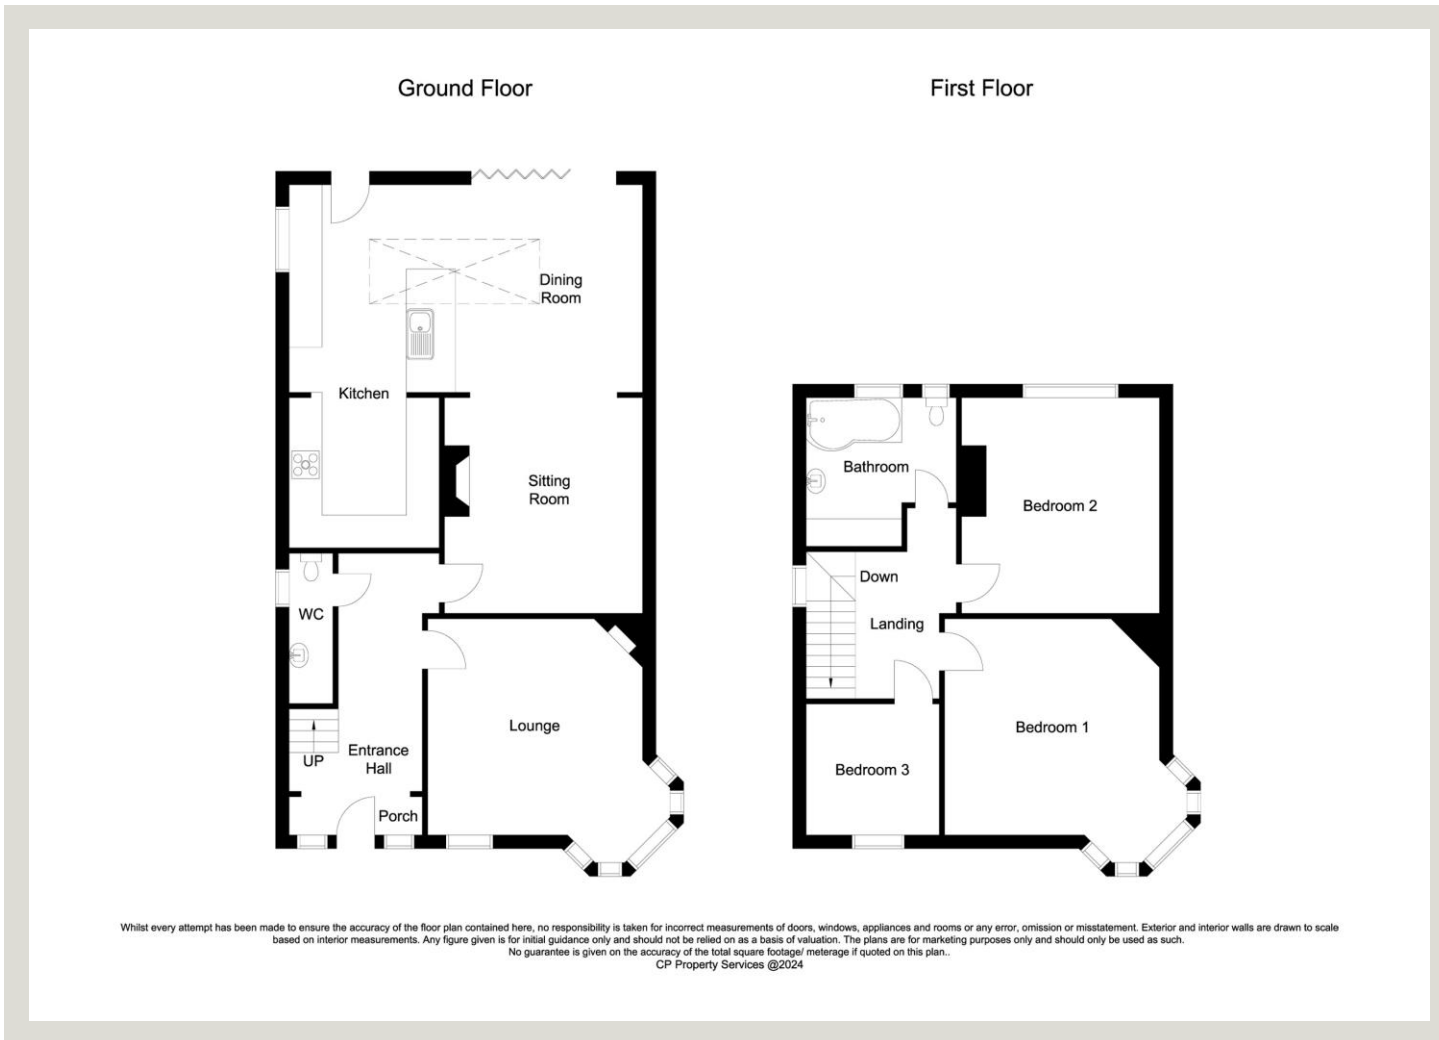 Ground Floor
First Floor
Dining
Room
Kitchen
Sitting
Room
WC
UP
Entrance
Hall
Porch
Lounge
Bathroom
Bedroom 2
Down
Landing
Bedroom 1
Bedroom 3
Whilst every attempt has been made to ensure the accuracy of the floor plan contained here, no responsibility is taken for incorrect measurements of doors, windows, appliances and rooms or any error, omission or misstatement. Exterior and interior walls are drawn to scale
based on interior measurements. Any figure given is for initial guidance only and should not be relied on as a basis of valuation. The plans are for marketing purposes only and should only be used as such.
No guarantee is given on the accuracy of the total square footage/ meterage if quoted on this plan..
CP Property Services @2024